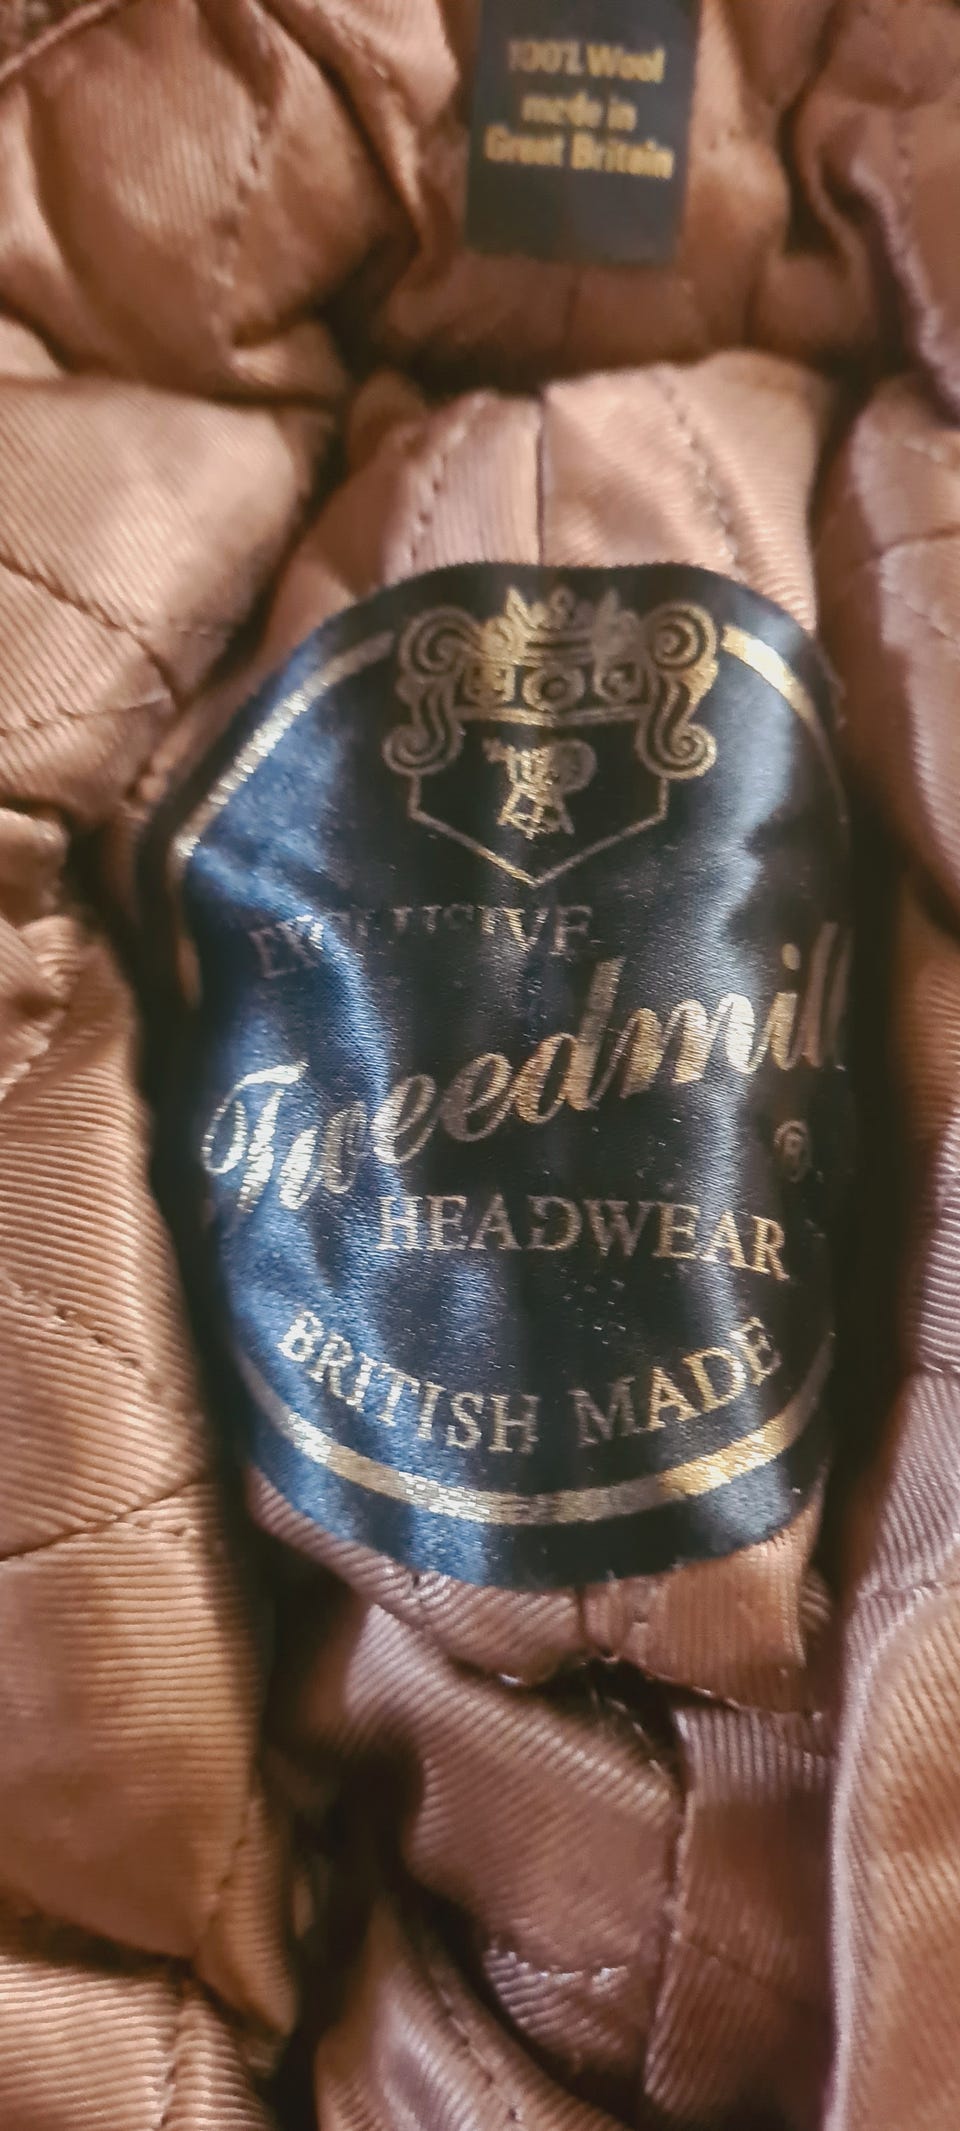 100% Wool
made in
Great Britain
EXCLUSIVE
Tweedmill
®
HEADWEAR
BRITISH MADE